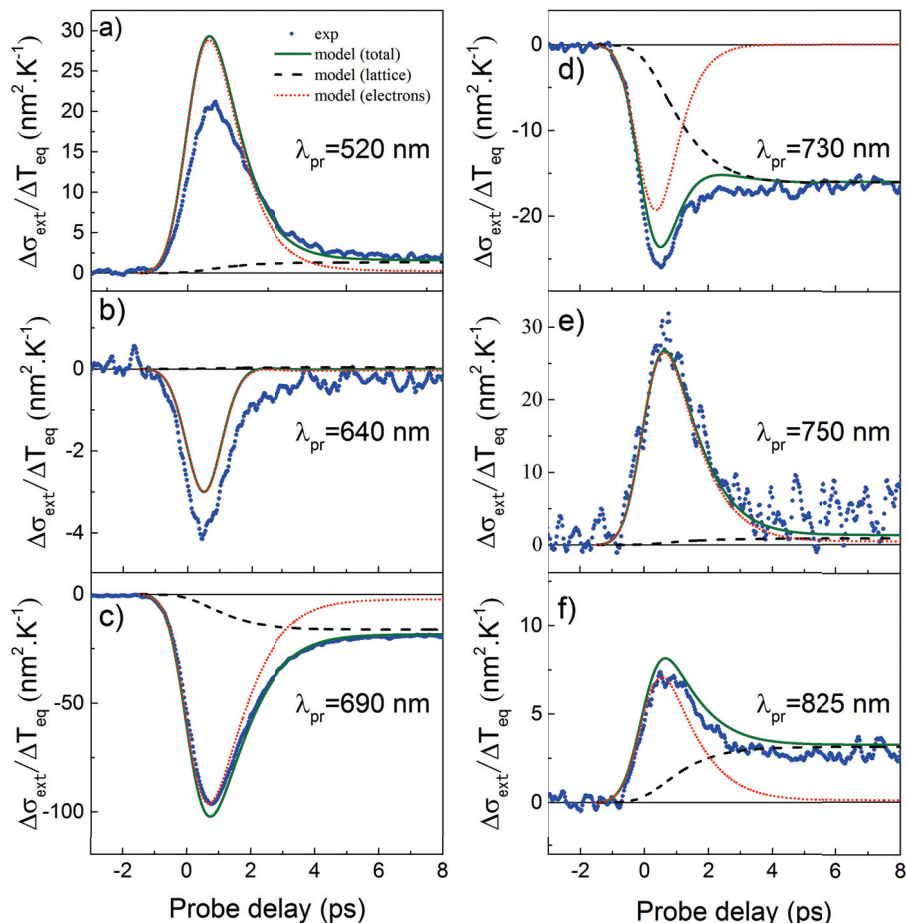 a)
Δσext/ΔTeq (nm².K⁻¹)
30
25
20
15
10
5
0
exp
model (total)
model (lattice)
model (electrons)
λpr=520 nm
b)
Δσext/ΔTeq (nm².K⁻¹)
0
-2
-4
λpr=640 nm
c)
Δσext/ΔTeq (nm².K⁻¹)
0
-50
-100
λpr=690 nm
-2 0 2 4 6 8
Probe delay (ps)
d)
Δσext/ΔTeq (nm².K⁻¹)
0
-10
-20
λpr=730 nm
e)
Δσext/ΔTeq (nm².K⁻¹)
30
20
10
0
λpr=750 nm
f)
Δσext/ΔTeq (nm².K⁻¹)
10
5
0
λpr=825 nm
-2 0 2 4 6 8
Probe delay (ps)